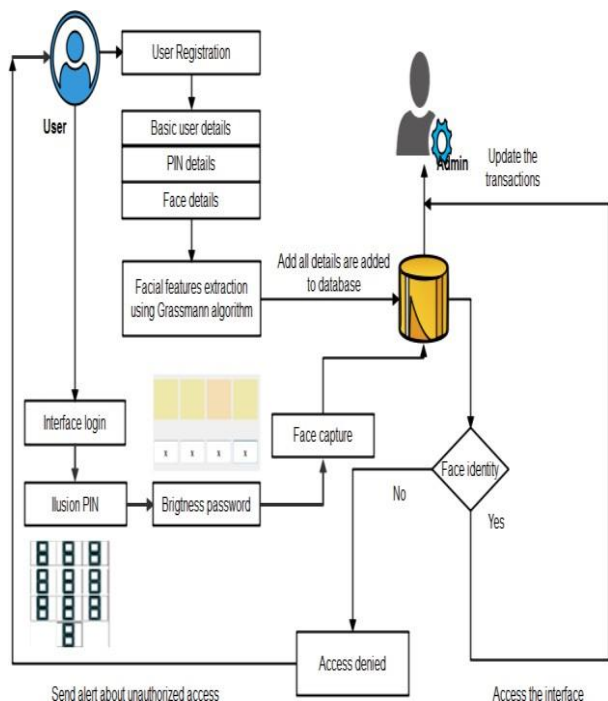 User
User Registration
Basic user details
PIN details
Face details
Facial features extraction
using Grassmann algorithm
Add all details are added
to database
Admin
Update the
transactions
Interface login
Illusion PIN
Brigtness password
x x x x
Face capture
Face identity
No
Yes
Access denied
Send alert about unauthorized access
Access the interface